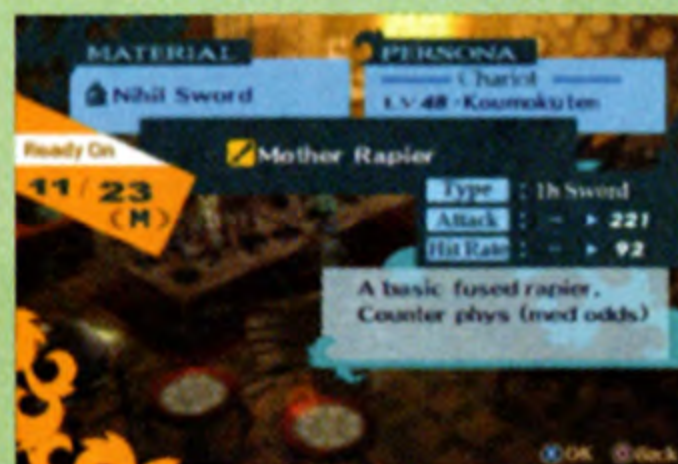 MATERIAL
Nihil Sword
PERSONA
Chariot
LV 48 - Koumokuten
Ready On
11 / 23
(M)
Mother Rapier
Type : 1h Sword
Attack : - ▶ 221
Hit Rate : - ▶ 92
A basic fused rapier.
Counter phys (med odds)
OK Back